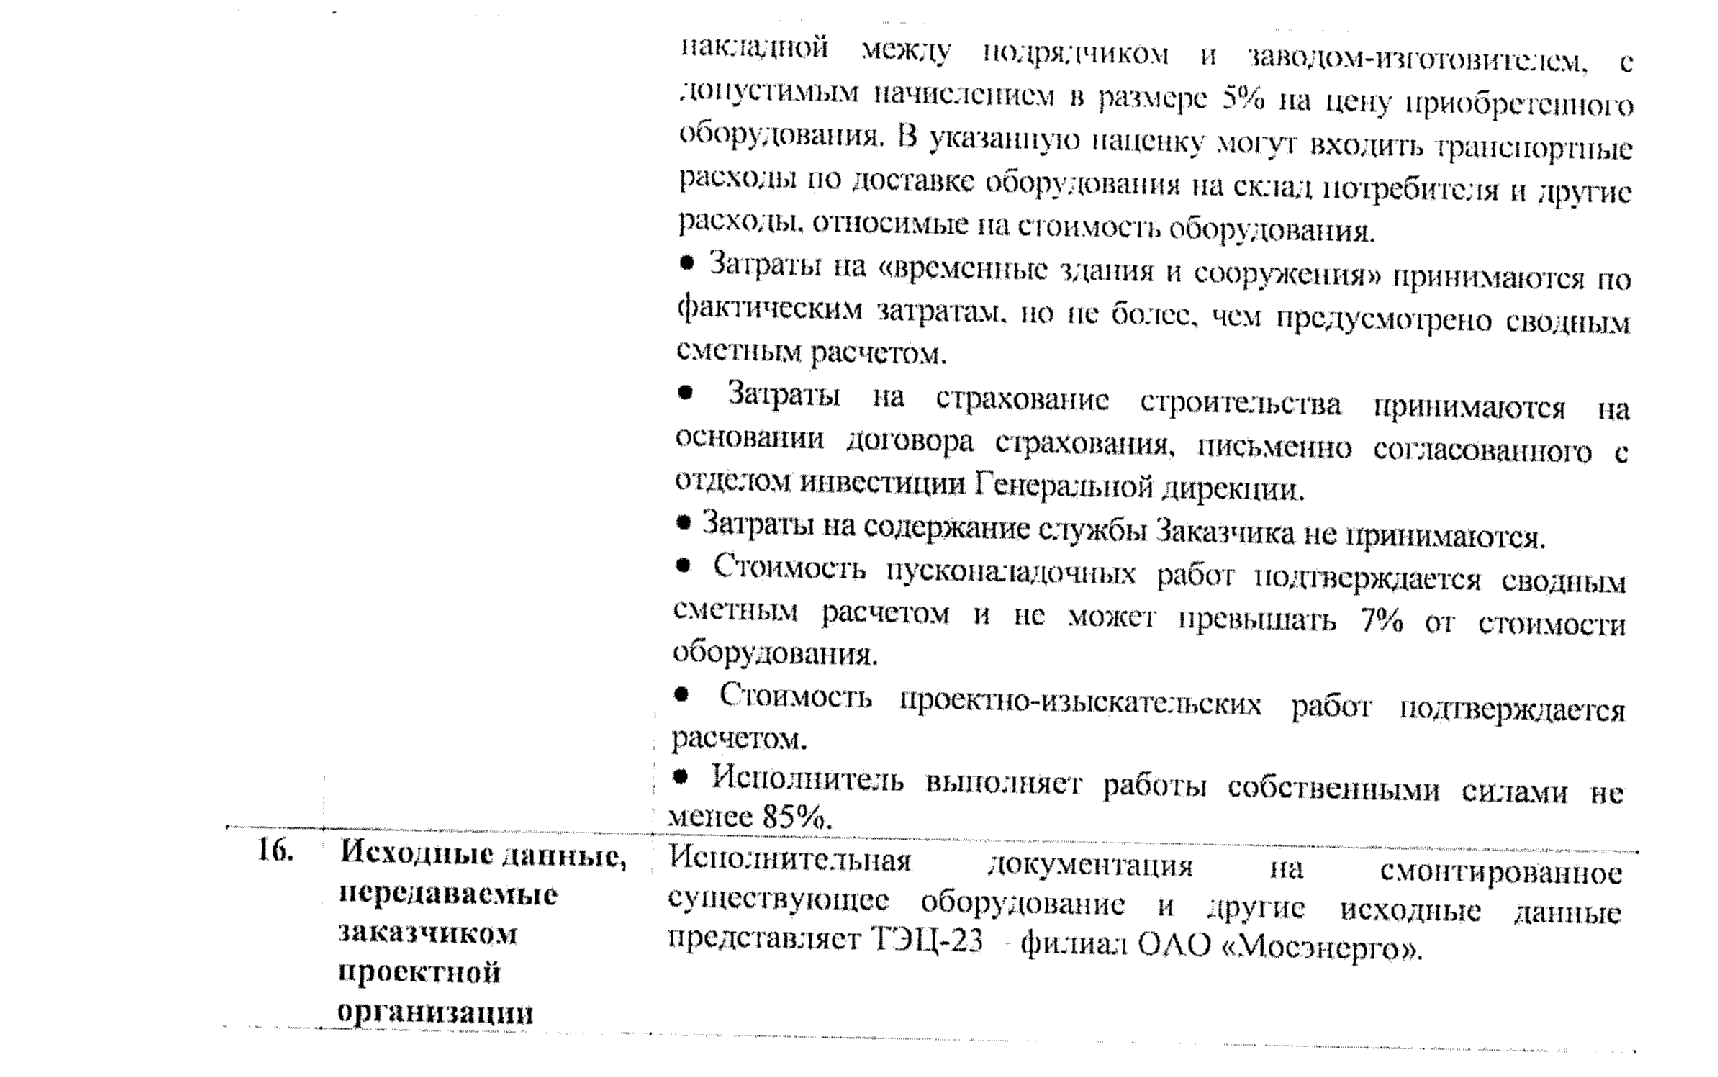 накладной между подрядчиком и заводом-изготовителем, с
допустимым начислением в размере 5% на цену приобретенного
оборудования. В указанную наценку могут входить транспортные
расходы по доставке оборудования на склад потребителя и другие
расходы, относимые на стоимость оборудования.
● Затраты на «временные здания и сооружения» принимаются по
фактическим затратам, но не более, чем предусмотрено сводным
сметным расчетом.
● Затраты на страхование строительства принимаются на
основании договора страхования, письменно согласованного с
отделом инвестиции Генеральной дирекции.
● Затраты на содержание службы Заказчика не принимаются.
● Стоимость пусконаладочных работ подтверждается сводным
сметным расчетом и не может превышать 7% от стоимости
оборудования.
● Стоимость проектно-изыскательских работ подтверждается
расчетом.
● Исполнитель выполняет работы собственными силами не
менее 85%.
16.
Исходные данные,
передаваемые
заказчиком
проектной
организации
Исполнительная документация на смонтированное
существующее оборудование и другие исходные данные
представляет ТЭЦ-23 – филиал ОАО «Мосэнерго».